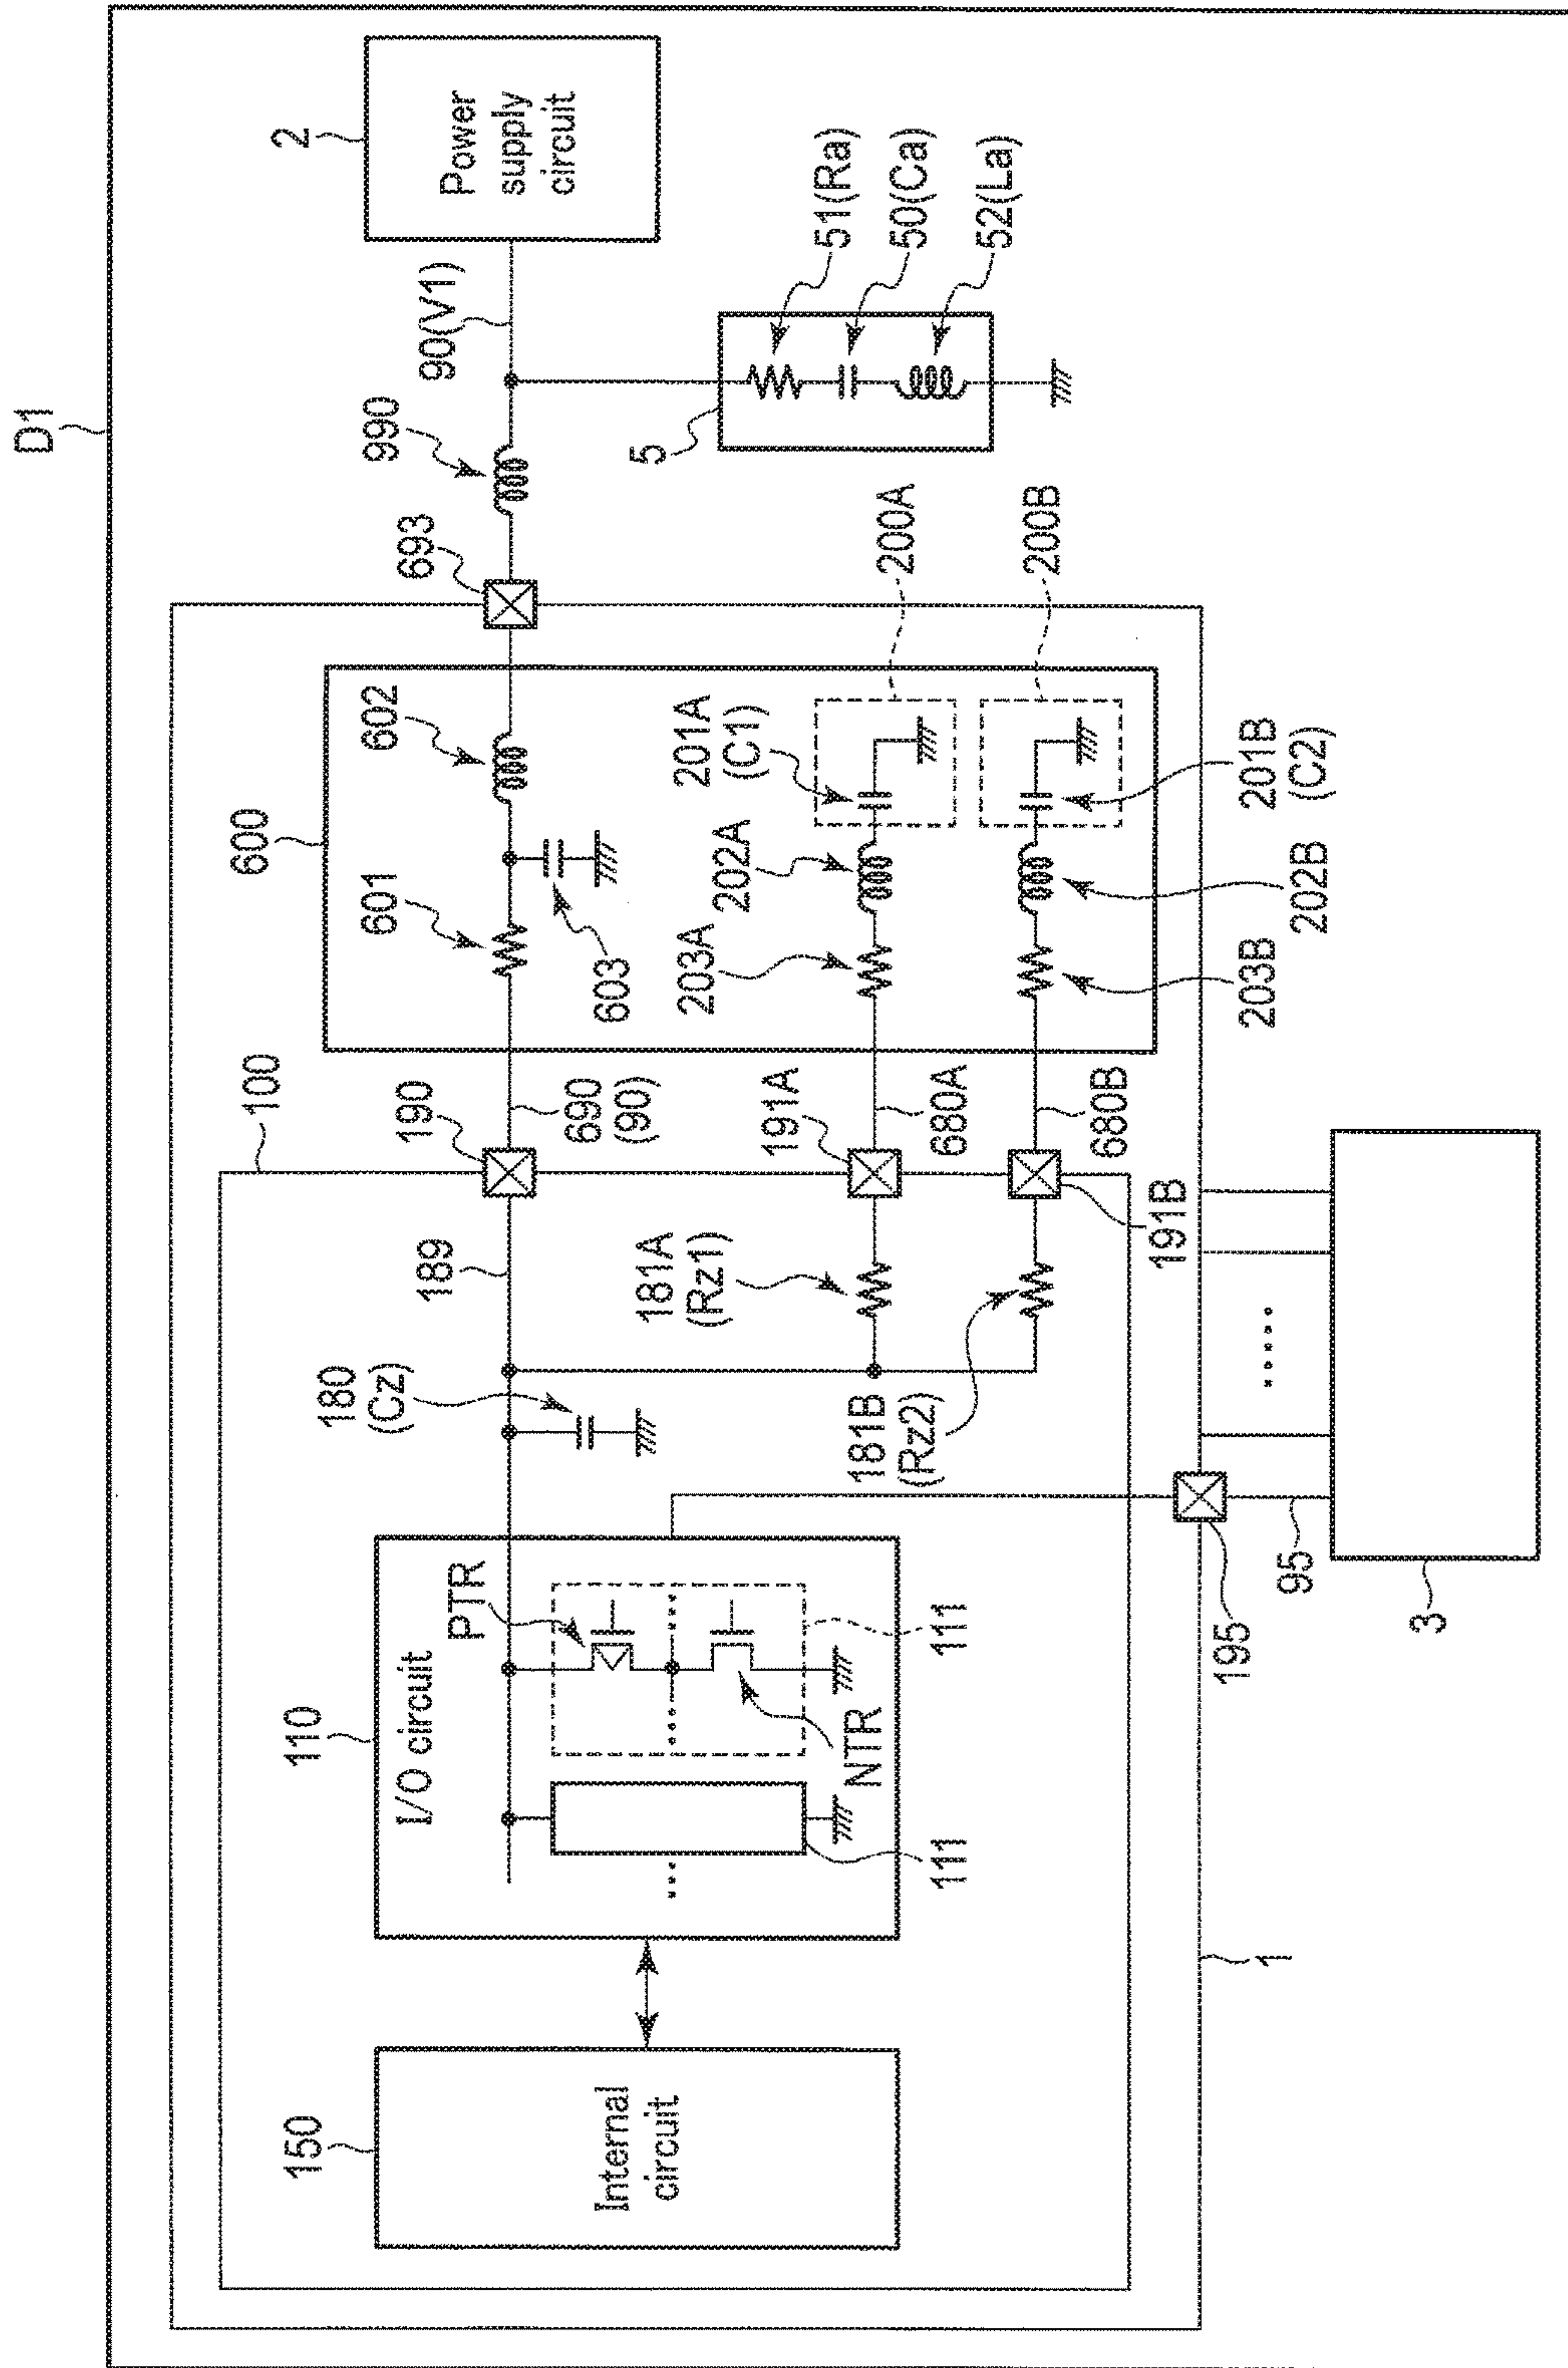 D1
2
Power
supply
circuit
90(V1)
990
693
5
51(Ra)
50(Ca)
52(La)
600
602
601
603
200A
200B
201A
(C1)
202A
203A
201B
(C2)
202B
203B
100
190
690
(90)
191A
680A
680B
191B
189
181A
(Rz1)
180
(Cz)
181B
(Rz2)
110
I/O circuit
PTR
NTR
111
111
195
95
3
150
Internal
circuit
1